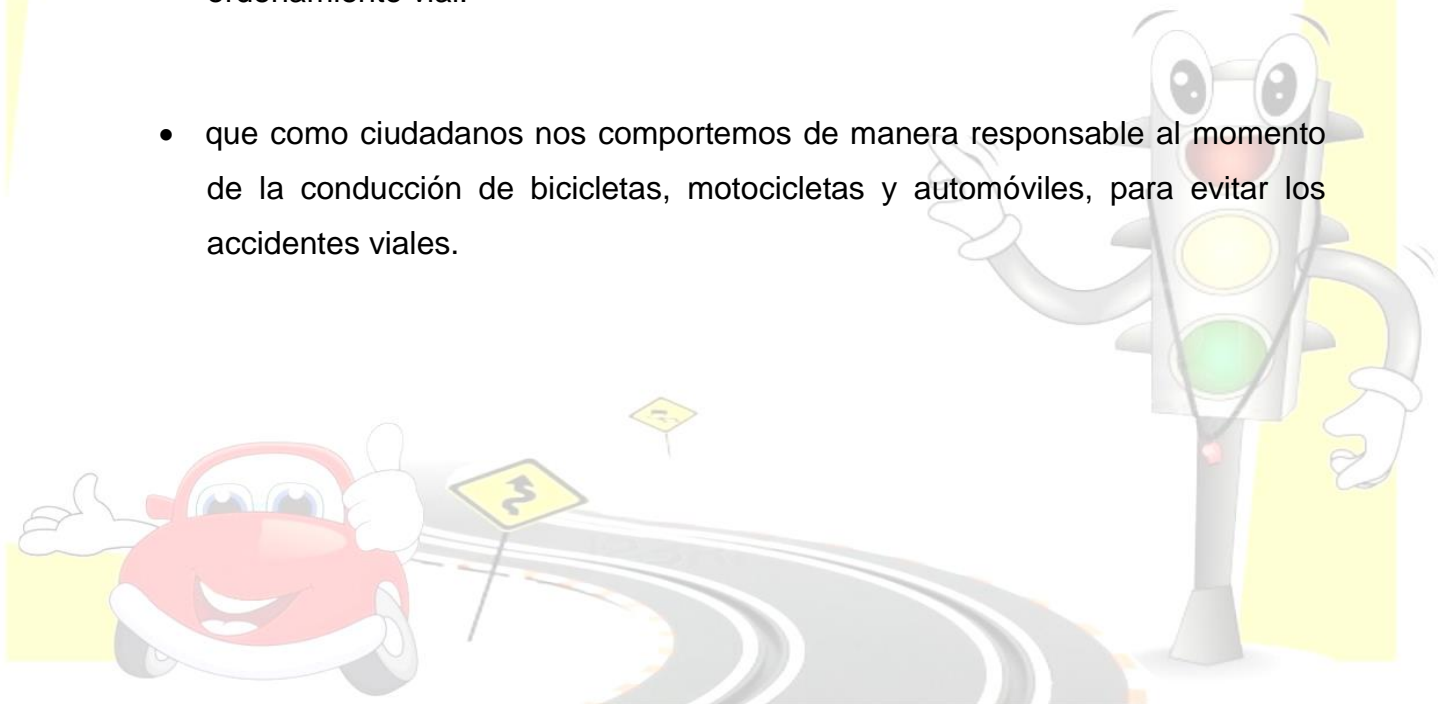 ordenamiento vial.
• que como ciudadanos nos comportemos de manera responsable al momento
de la conducción de bicicletas, motocicletas y automóviles, para evitar los
accidentes viales.